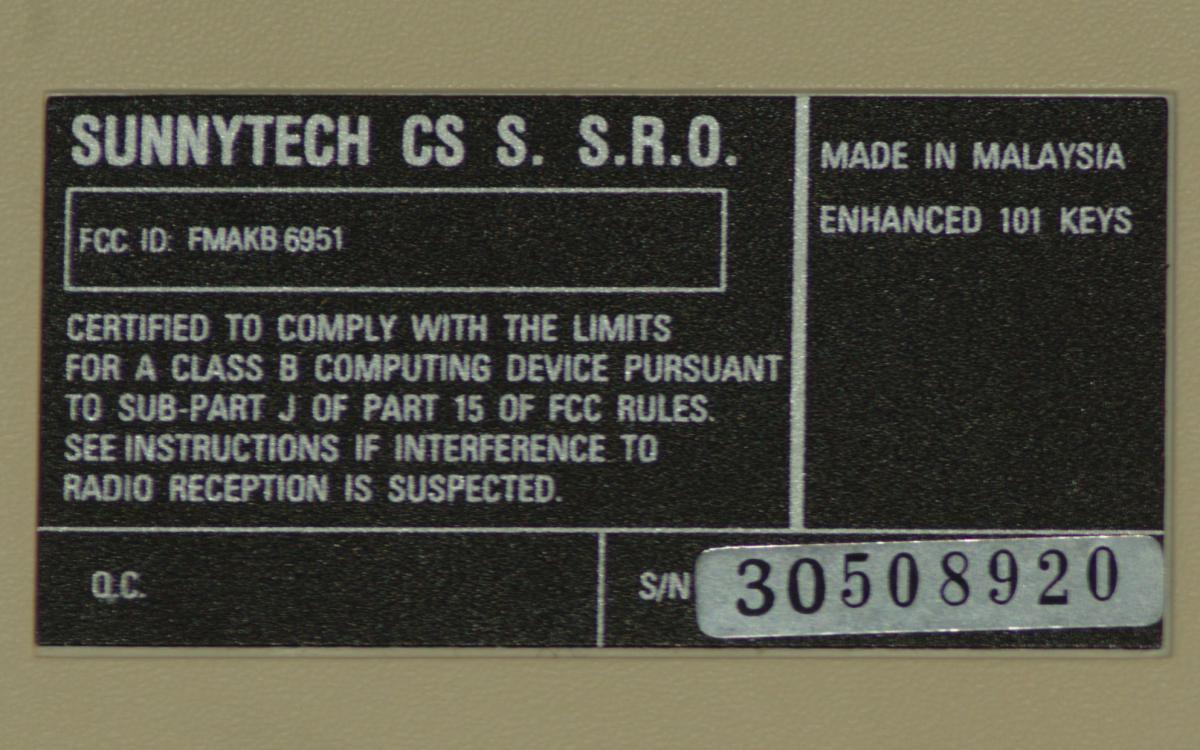 SUNNYTECH CS S. S.R.O.
FCC ID: FMAKB 6951
CERTIFIED TO COMPLY WITH THE LIMITS
FOR A CLASS B COMPUTING DEVICE PURSUANT
TO SUB-PART J OF PART 15 OF FCC RULES.
SEE INSTRUCTIONS IF INTERFERENCE TO
RADIO RECEPTION IS SUSPECTED.
MADE IN MALAYSIA
ENHANCED 101 KEYS
Q.C.
S/N 30508920